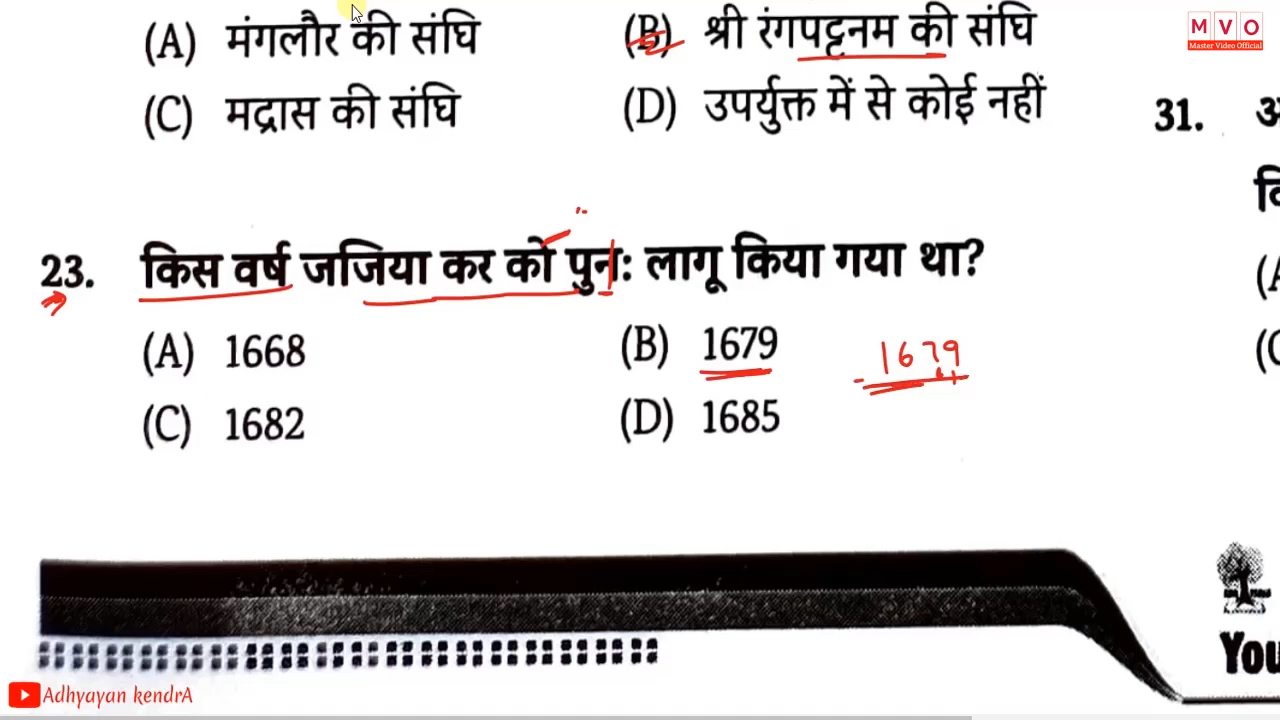 (A) मंगलौर की संघि (B) श्री रंगपट्टनम की संघि
(C) मद्रास की संघि (D) उपर्युक्त में से कोई नहीं
23. किस वर्ष जजिया कर को पुन: लागू किया गया था?
(A) 1668 (B) 1679
1679
(C) 1682 (D) 1685
31.
M V O
Master Video Official
You
Adhyayan kendrA